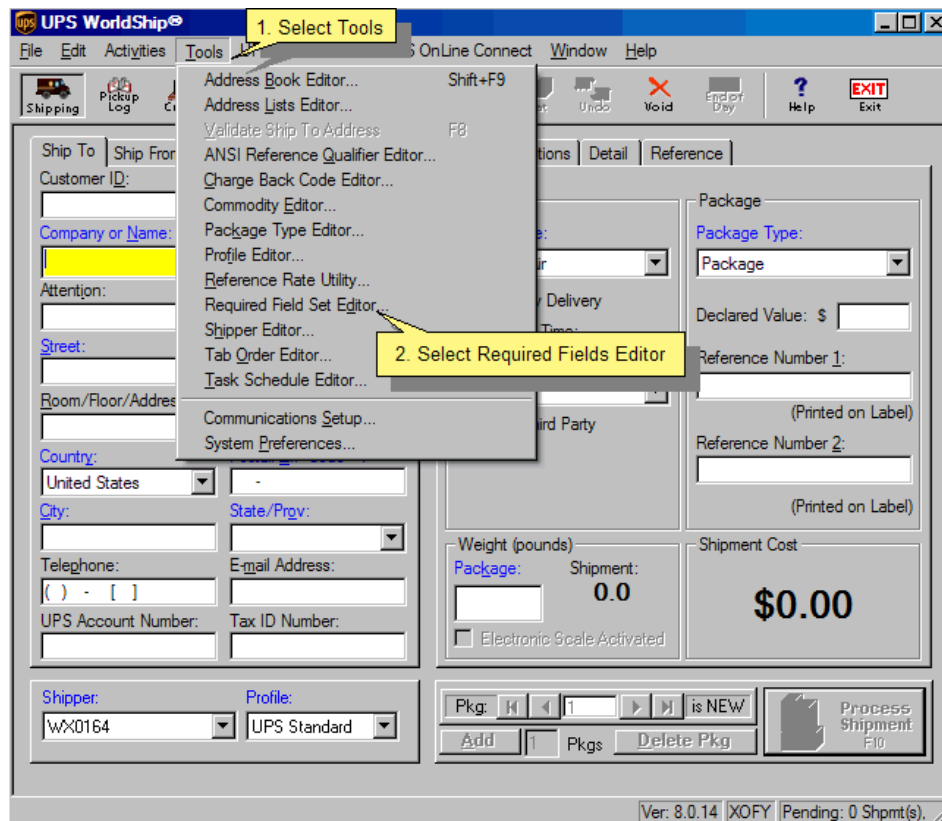 UPS WorldShip®
1. Select Tools
File Edit Activities Tools OnLine Connect Window Help
Shipping
Pickup Log
Undo
Void
End of Day
Help
EXIT
Exit
Address Book Editor... Shift+F9
Address Lists Editor...
Validate Ship To Address F8
ANSI Reference Qualifier Editor...
Charge Back Code Editor...
Commodity Editor...
Package Type Editor...
Profile Editor...
Reference Rate Utility...
Required Field Set Editor...
Shipper Editor...
Tab Order Editor...
Task Schedule Editor...
Communications Setup...
System Preferences...
2. Select Required Fields Editor
Ship To Ship From
Detail Reference
Customer ID:
Company or Name:
Attention:
Street:
Country:
United States
-
City: State/Prov:
Telephone: E-mail Address:
( ) - [ ]
UPS Account Number: Tax ID Number:
Delivery
Time:
Third Party
Package
Package Type:
Package
Declared Value: $
Reference Number 1:
(Printed on Label)
Reference Number 2:
(Printed on Label)
Weight (pounds)
Package: Shipment:
0.0
Electronic Scale Activated
Shipment Cost
$0.00
Shipper: Profile:
WX0164 UPS Standard
Pkg: 1 is NEW
Add 1 Pkgs Delete Pkg
Process
Shipment
F10
Ver: 8.0.14 XOFY Pending: 0 Shpmt(s),